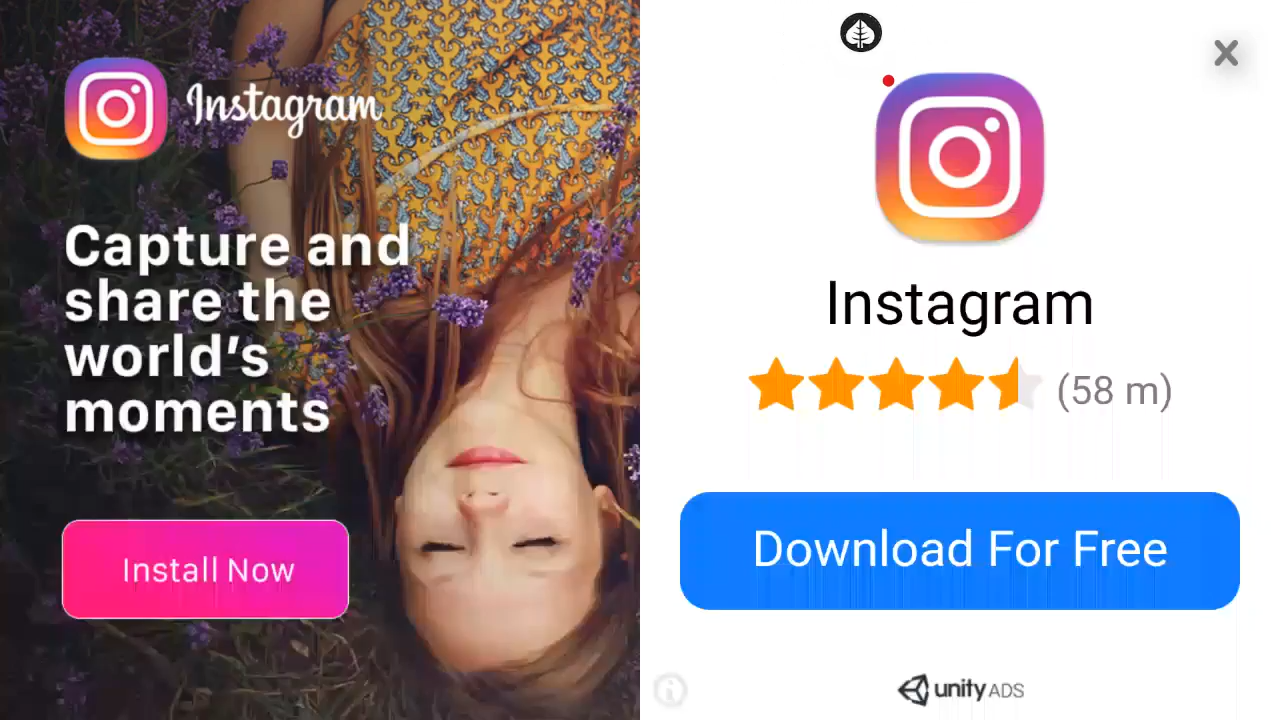 Instagram
Capture and
share the
world's
moments
Install Now
Instagram
(58 m)
Download For Free
unity ADS